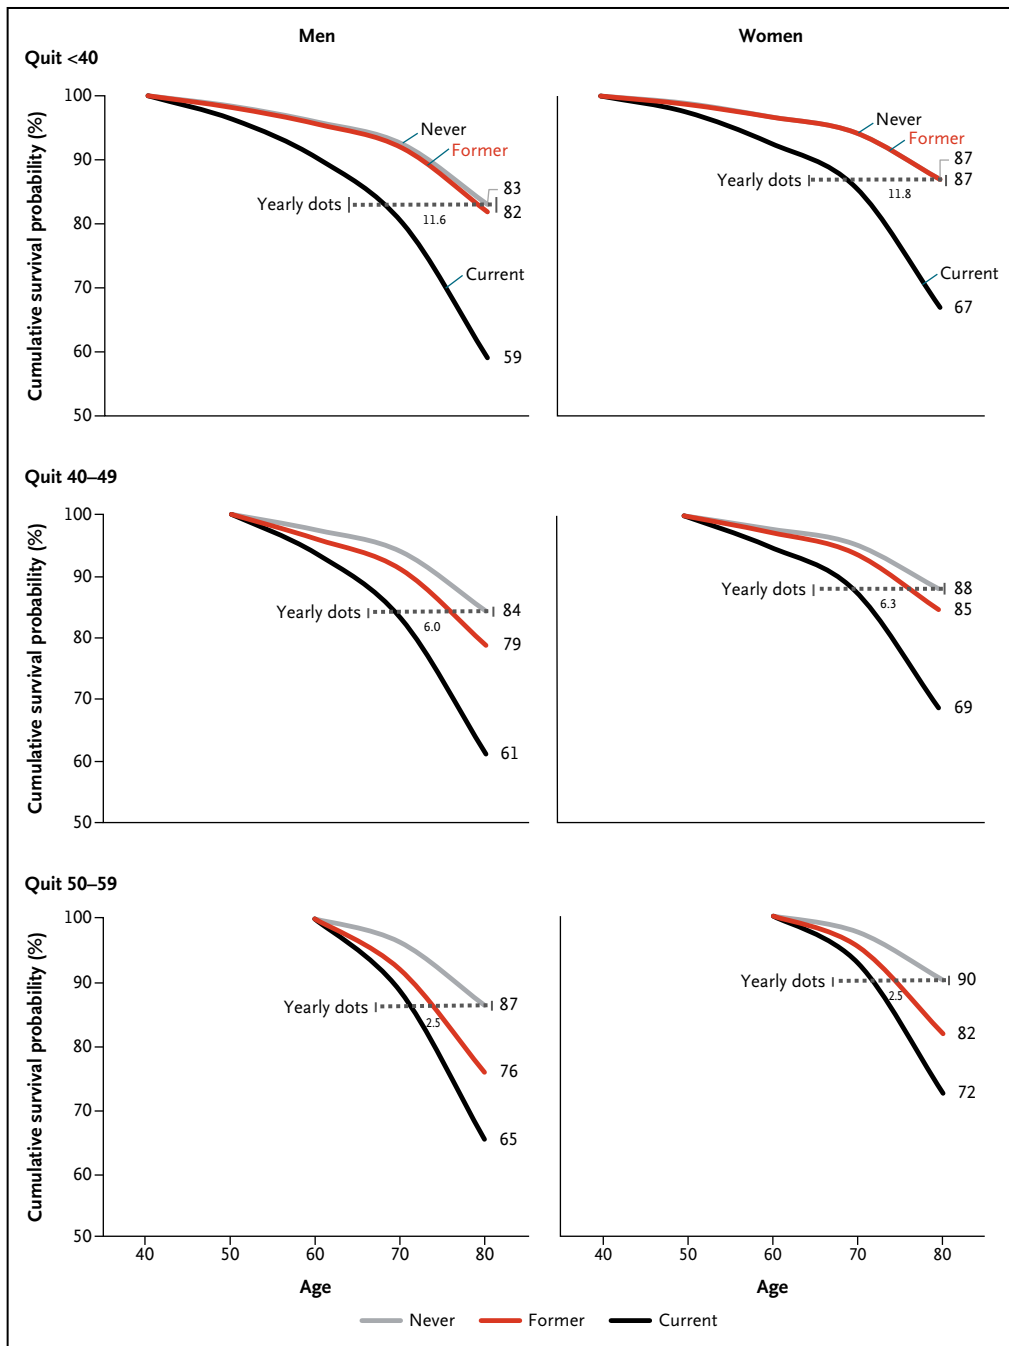 Men
Women
Quit <40
Cumulative survival probability (%)
100
90
80
70
60
50
Never
Former
83
82
Yearly dots
11.6
Current
59
Never
Former
87
87
Yearly dots
11.8
Current
67
Quit 40–49
Cumulative survival probability (%)
100
90
80
70
60
50
Yearly dots
84
6.0
79
61
Yearly dots
88
6.3
85
69
Quit 50–59
Cumulative survival probability (%)
100
90
80
70
60
50
Yearly dots
87
2.5
76
65
Yearly dots
90
2.5
82
72
40 50 60 70 80
Age
40 50 60 70 80
Age
Never Former Current